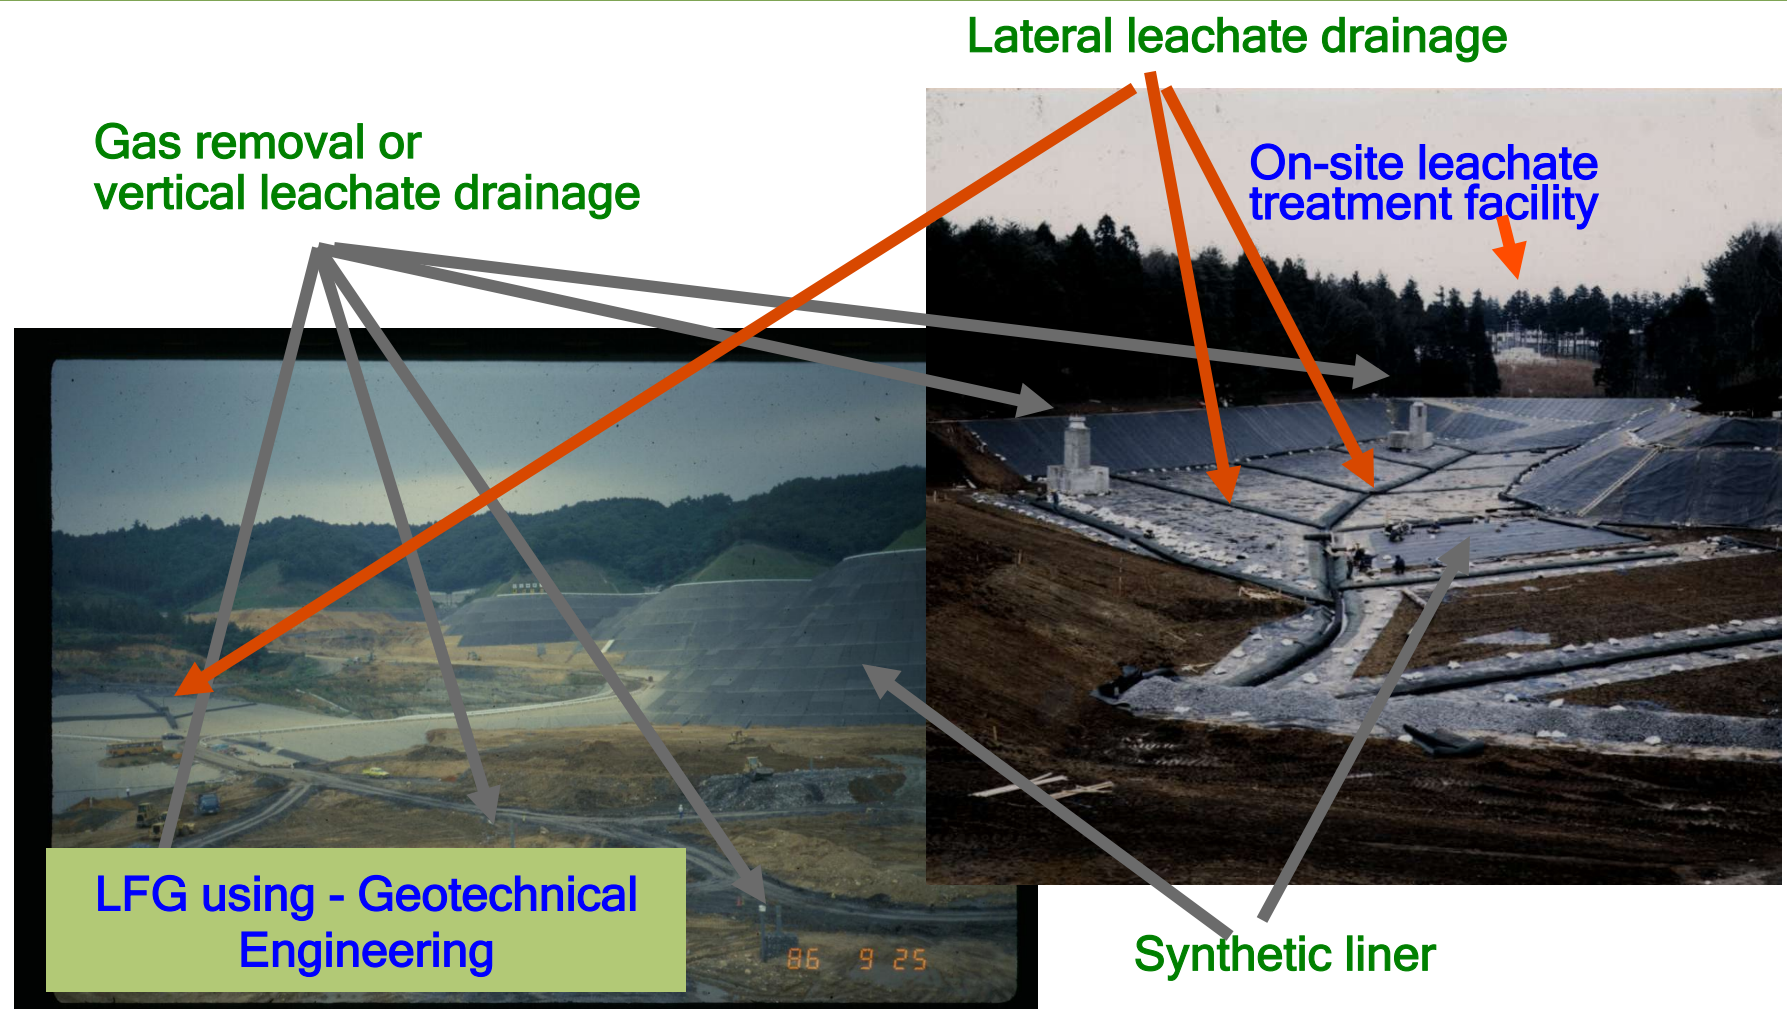 Lateral leachate drainage
Gas removal or
vertical leachate drainage
On-site leachate
treatment facility
LFG using - Geotechnical
Engineering
86 9 25
Synthetic liner